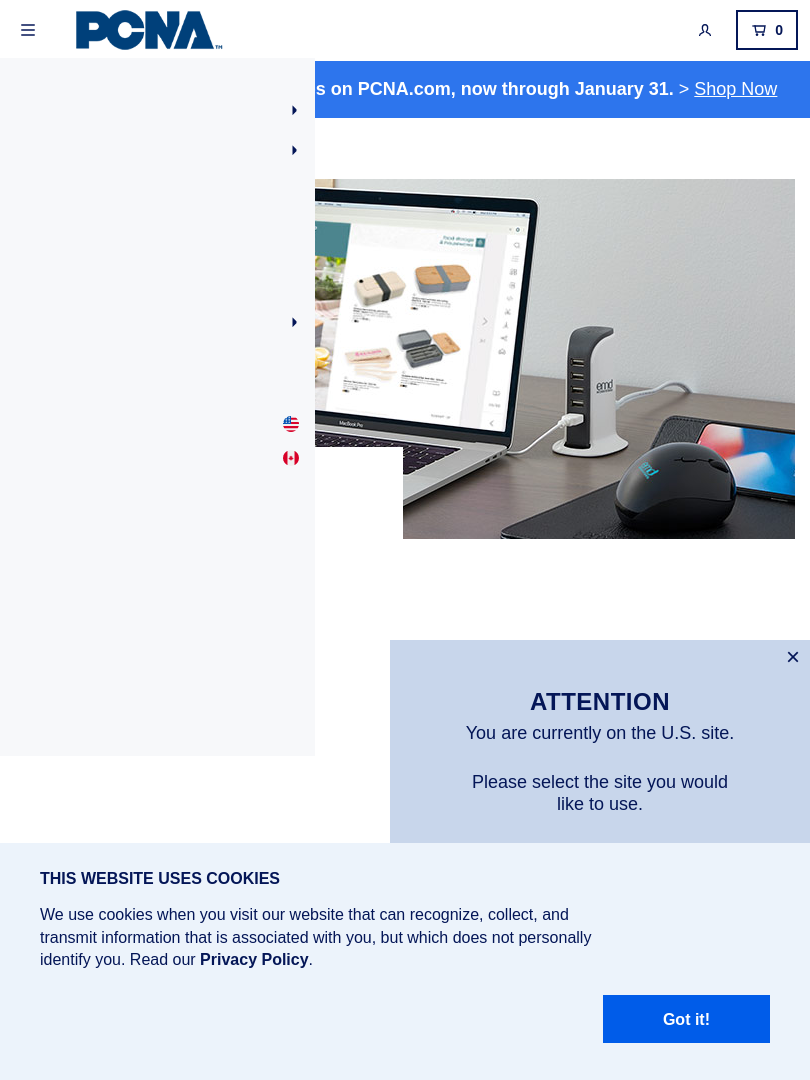 PCNA™
0
s on PCNA.com, now through January 31. > Shop Now
food storage
MacBook Pro
emd
ATTENTION
You are currently on the U.S. site.
Please select the site you would
like to use.
THIS WEBSITE USES COOKIES
We use cookies when you visit our website that can recognize, collect, and
transmit information that is associated with you, but which does not personally
identify you. Read our Privacy Policy.
Got it!